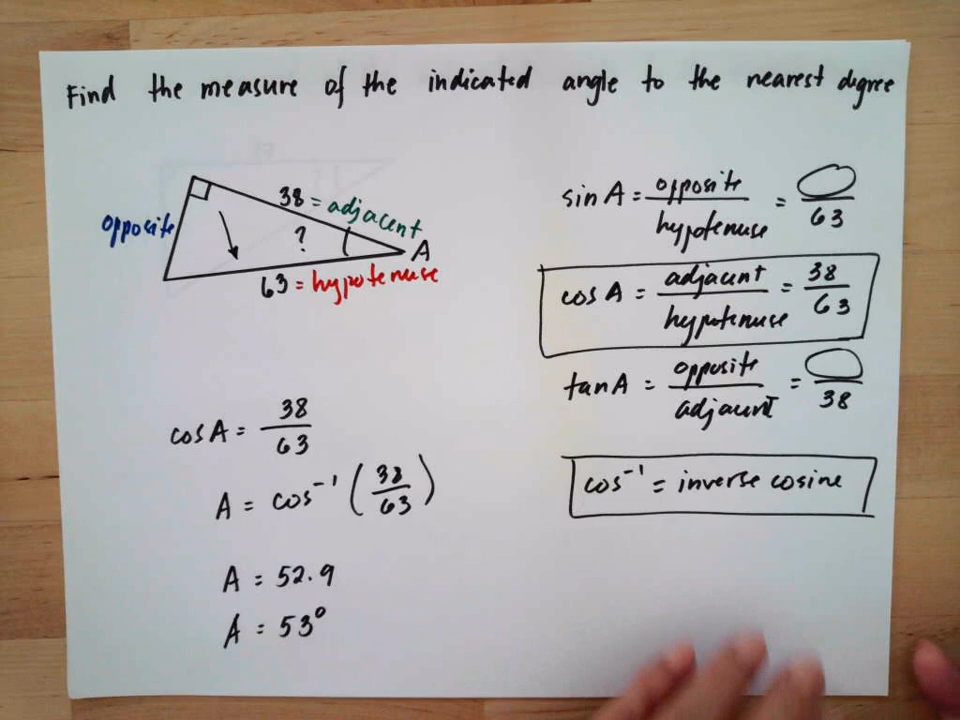 Find the measure of the indicated angle to the nearest degree
38 = adjacent
opposite
?
A
63 = hypotenuse
sin A = opposite / hypotenuse = / 63
cos A = adjacent / hypotenuse = 38 / 63
tan A = opposite / adjacent = / 38
cos A = 38 / 63
A = cos⁻¹ (38 / 63)
A = 52.9
A = 53°
cos⁻¹ = inverse cosine